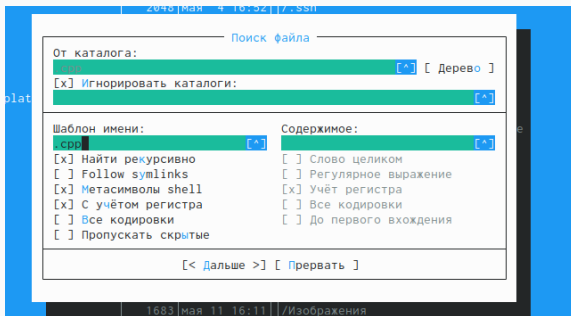 2048|мая  4 16:52||/.ssh
Поиск файла
От каталога:
[^] [ Дерево ]
[x] Игнорировать каталоги:
[^]
plat
Шаблон имени: Содержимое:
.cpp [^] [^]
[x] Найти рекурсивно [ ] Слово целиком
[ ] Follow symlinks [ ] Регулярное выражение
[x] Метасимволы shell [x] Учёт регистра
[x] С учётом регистра [ ] Все кодировки
[ ] Все кодировки [ ] До первого вхождения
[ ] Пропускать скрытые
[< Дальше >] [ Прервать ]
1683|мая 11 16:11||/Изображения